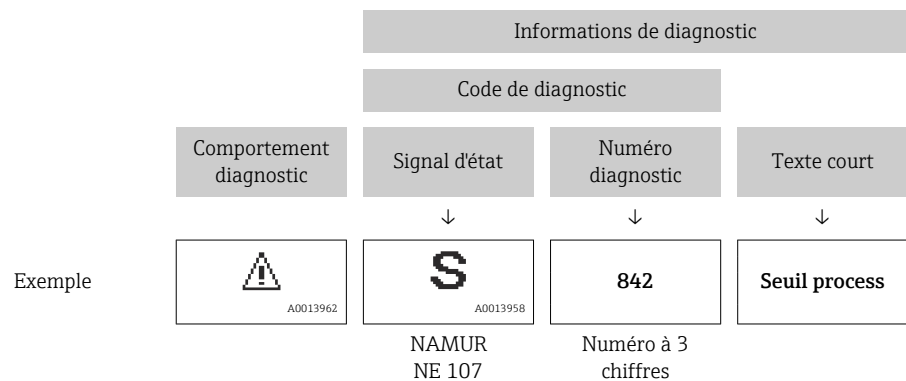 Informations de diagnostic
Code de diagnostic
Comportement
diagnostic
Signal d'état
Numéro
diagnostic
Texte court
Exemple
A0013962
S
A0013958
842
Seuil process
NAMUR
NE 107
Numéro à 3
chiffres